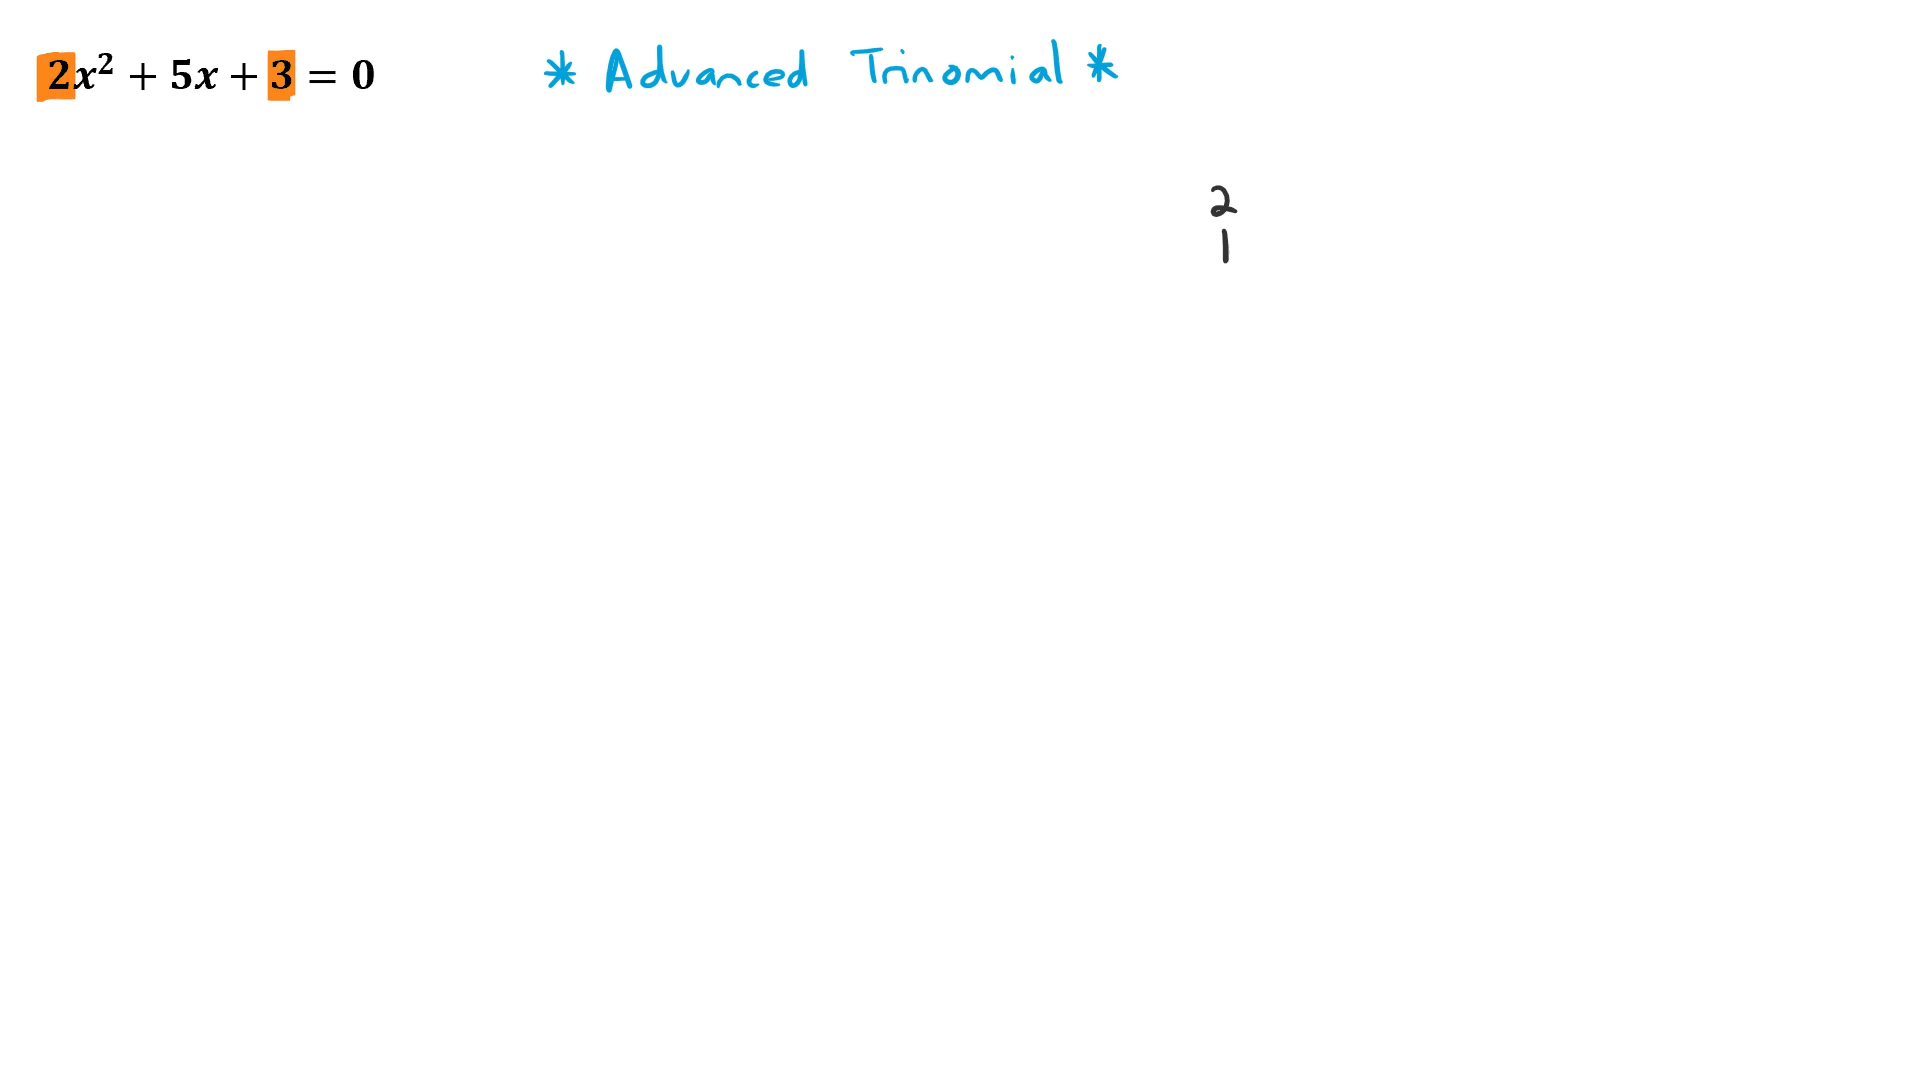 2x² + 5x + 3 = 0 * Advanced Trinomial *
2
1